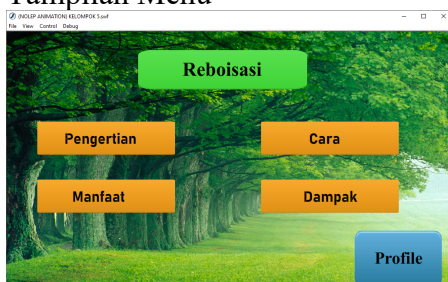 Tampilan Menu
(NOLEP ANIMATION) KELOMPOK 5.swf
File View Control Debug
Reboisasi
Pengertian
Cara
Manfaat
Dampak
Profile